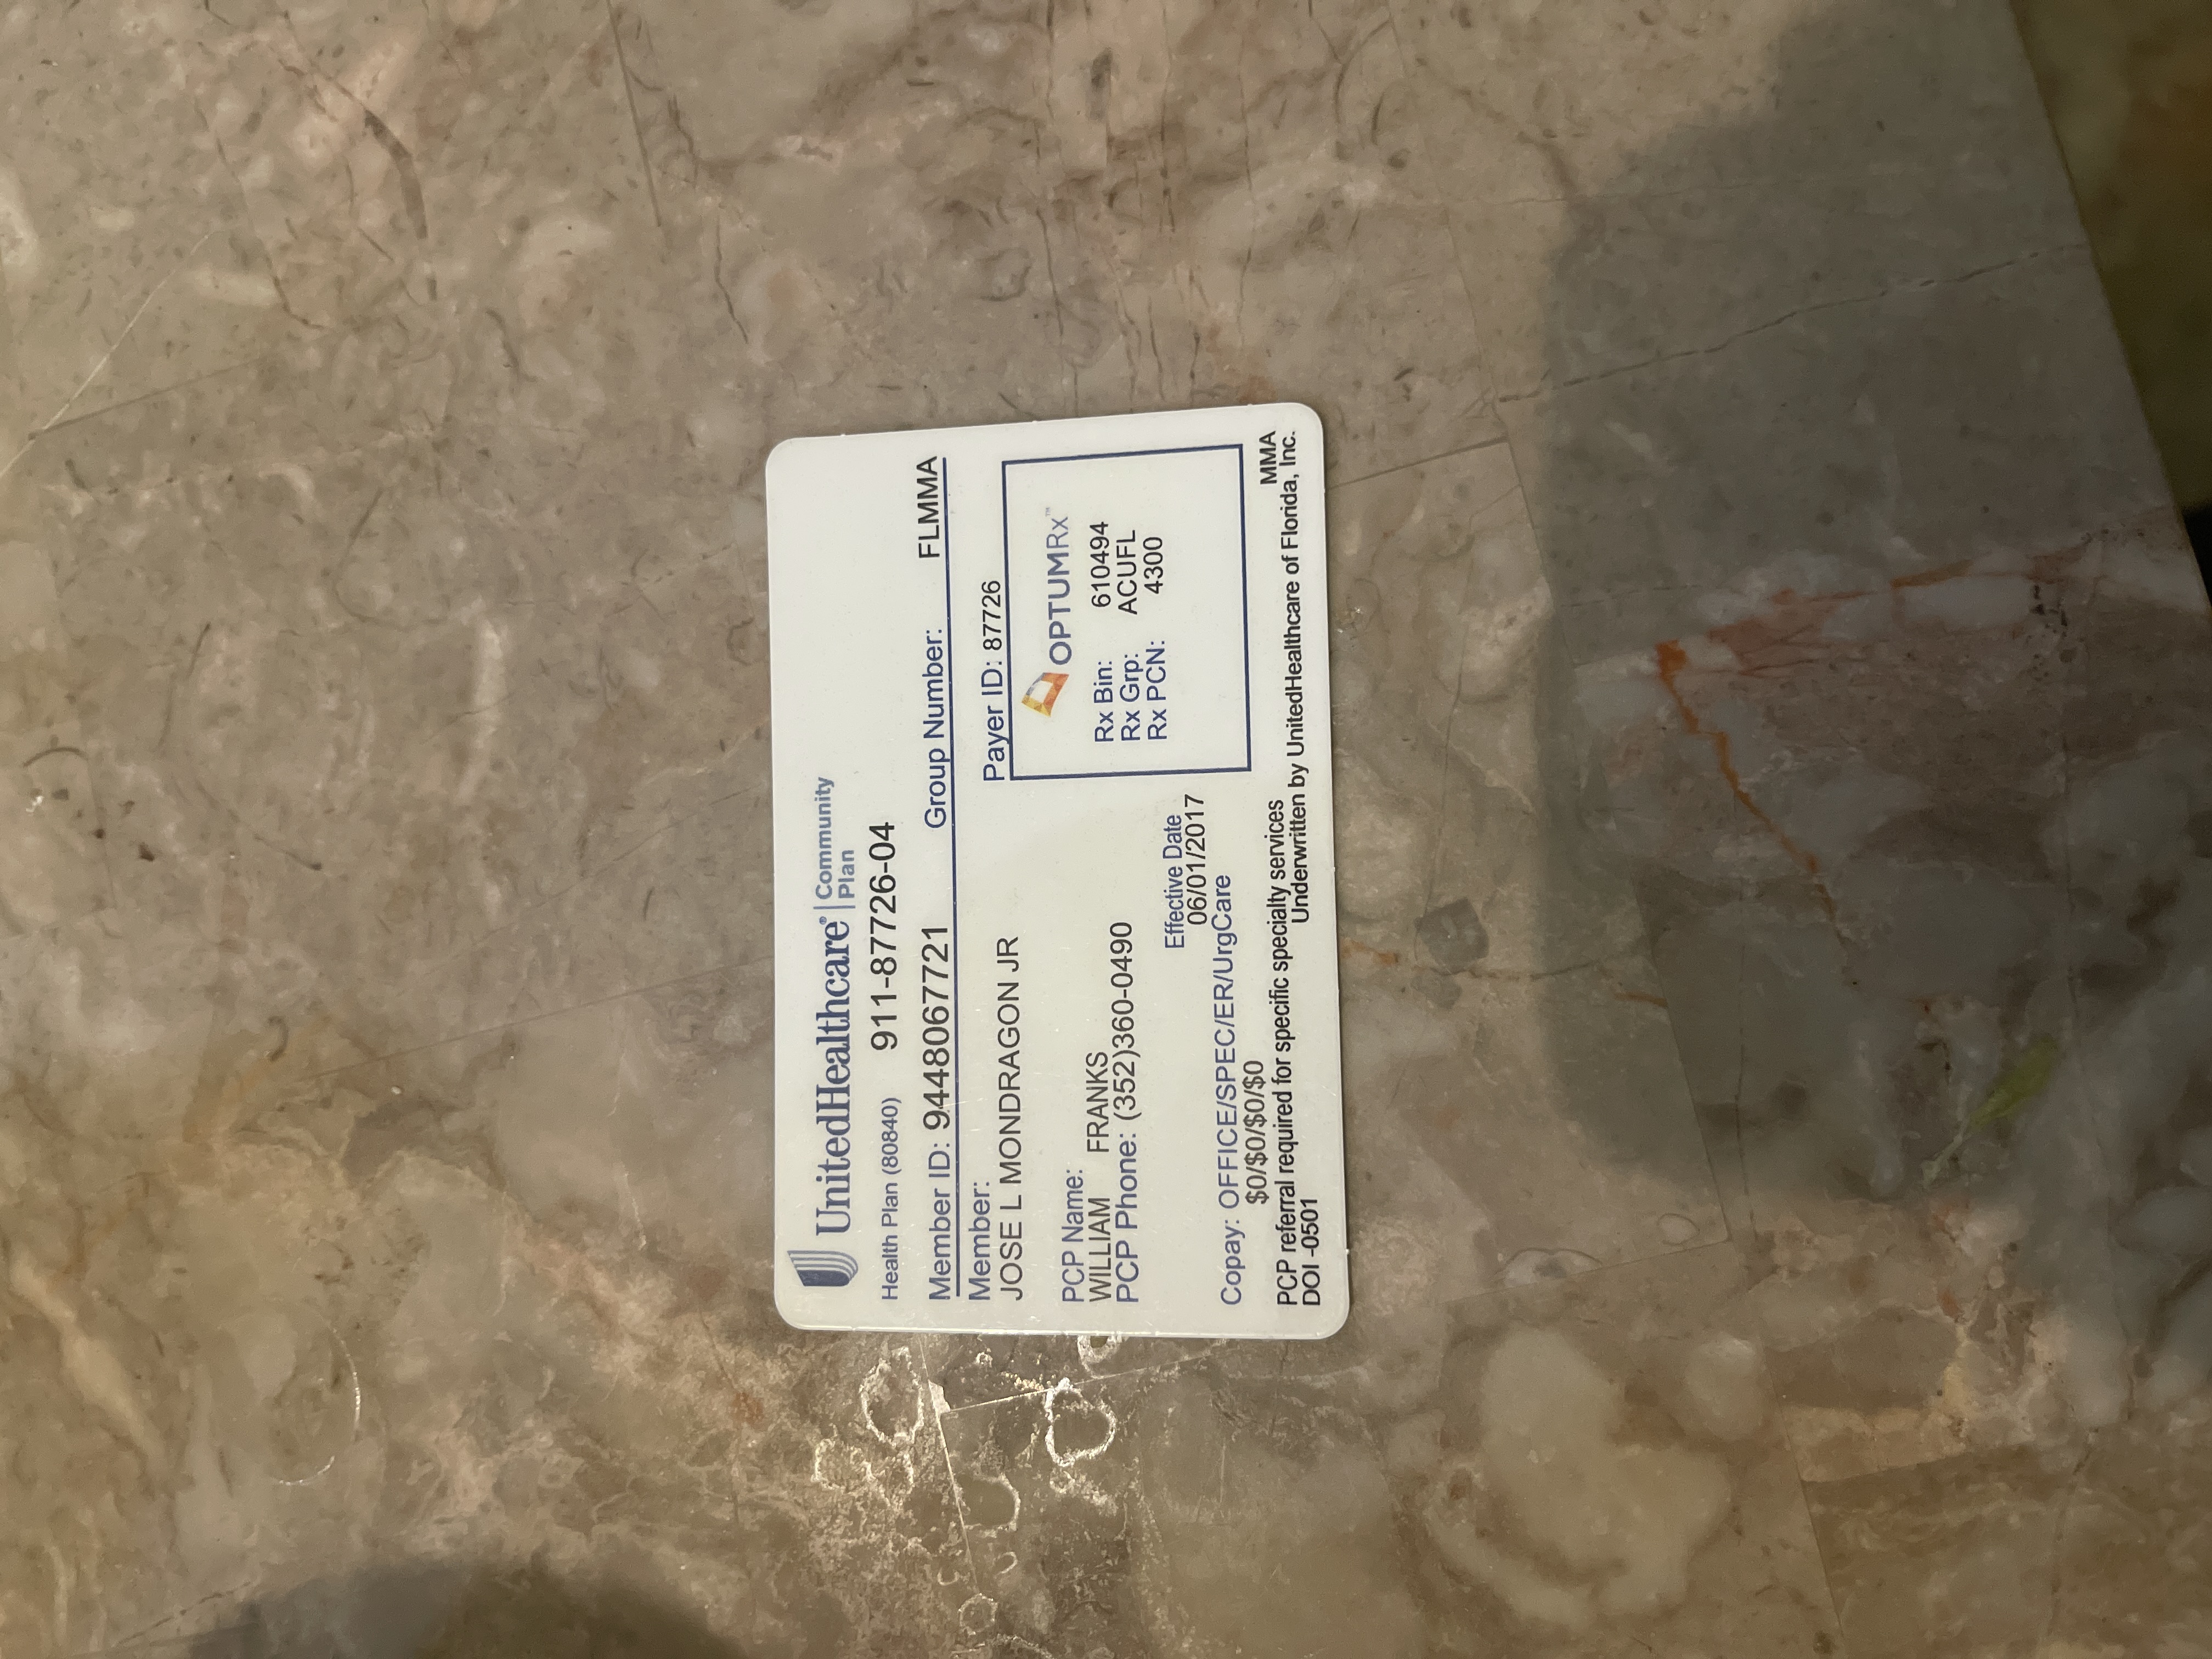 UnitedHealthcare® Community Plan
Health Plan (80840) 911-87726-04
Member ID: 9448067721 Group Number: FLMMA
Member:
JOSE L MONDRAGON JR
Payer ID: 87726
PCP Name:
WILLIAM FRANKS
PCP Phone: (352)360-0490
OPTUMRx™
Rx Bin: 610494
Rx Grp: ACUFL
Rx PCN: 4300
Effective Date
06/01/2017
Copay: OFFICE/SPEC/ER/UrgCare
$0/$0/$0/$0
PCP referral required for specific specialty services
MMA
DOI -0501
Underwritten by UnitedHealthcare of Florida, Inc.